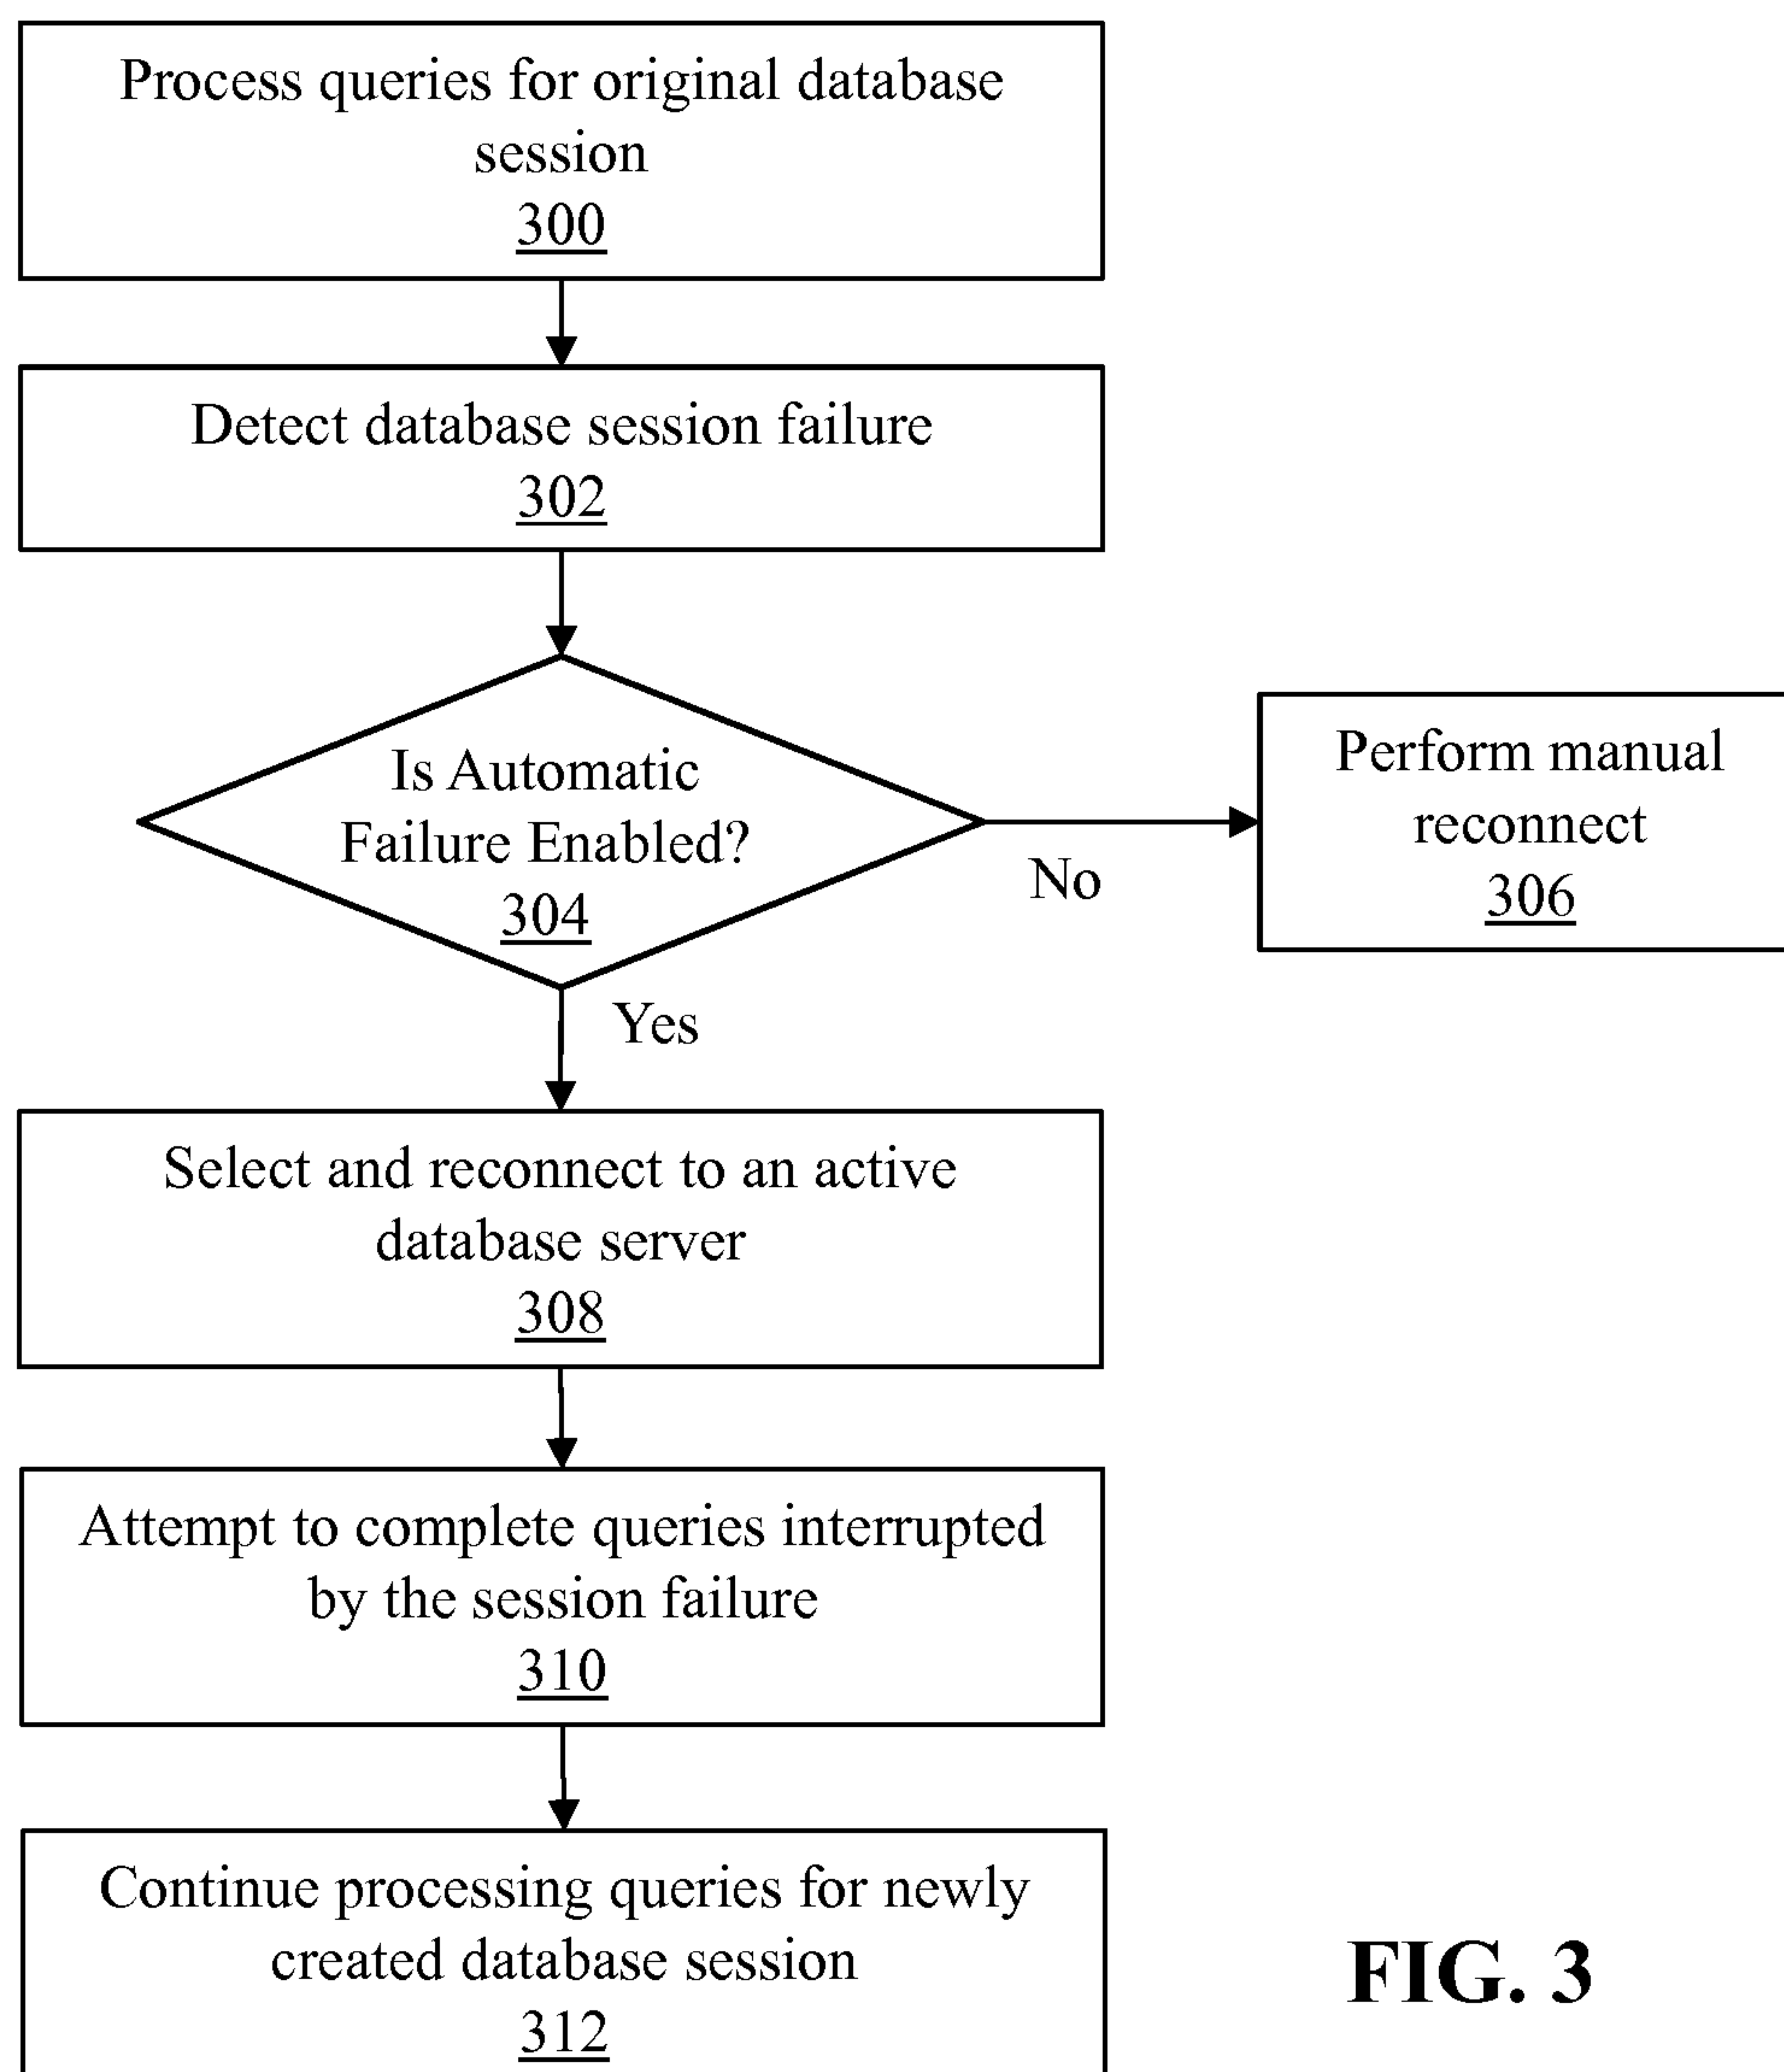 Process queries for original database
session
300
Detect database session failure
302
Is Automatic
Failure Enabled?
304
No
Perform manual
reconnect
306
Yes
Select and reconnect to an active
database server
308
Attempt to complete queries interrupted
by the session failure
310
Continue processing queries for newly
created database session
312
FIG. 3